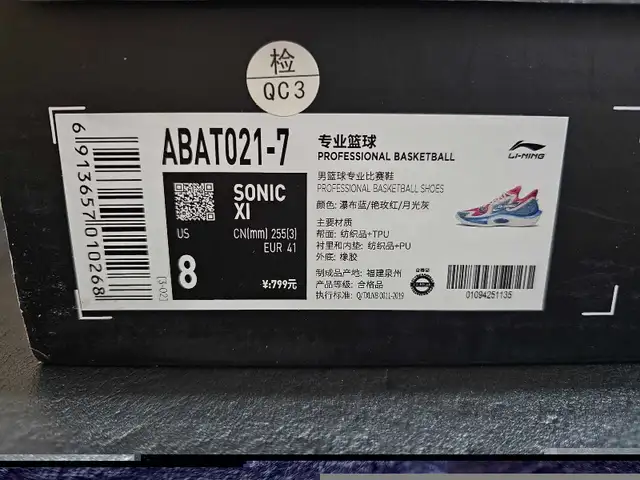 检
QC3
6913657010268
ABAT021-7
SONIC
XI
US
8
CN(mm) 255(3)
EUR 41
¥:799元
[3-02]
专业篮球
PROFESSIONAL BASKETBALL
LI-NING
男篮球专业比赛鞋
PROFESSIONAL BASKETBALL SHOES
颜色: 瀑布蓝/艳玫红/月光灰
主要材质
帮面: 纺织品+TPU
衬里和内垫: 纺织品+PU
外底: 橡胶
制成品产地: 福建泉州
产品等级: 合格品
执行标准: Q/TXLNB 0011-2019
01094251135